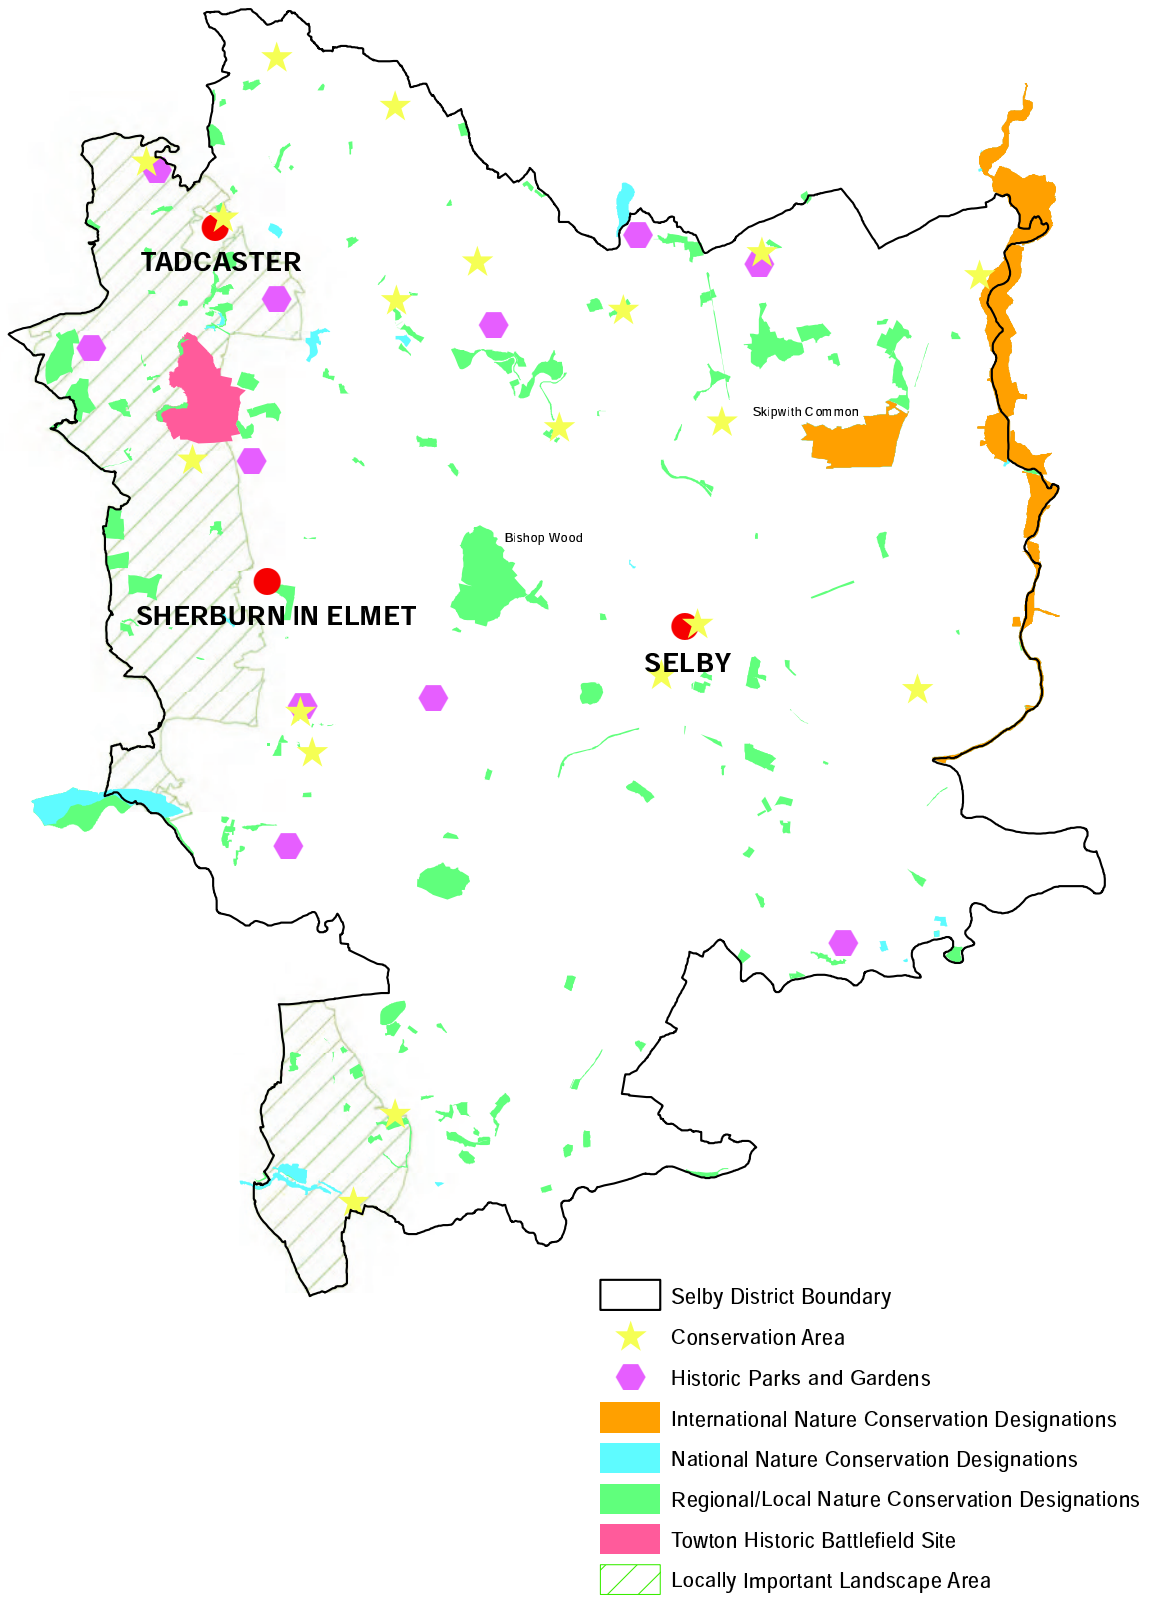 TADCASTER
Skipwith Common
Bishop Wood
SHERBURN IN ELMET
SELBY
Selby District Boundary
Conservation Area
Historic Parks and Gardens
International Nature Conservation Designations
National Nature Conservation Designations
Regional/Local Nature Conservation Designations
Towton Historic Battlefield Site
Locally Important Landscape Area